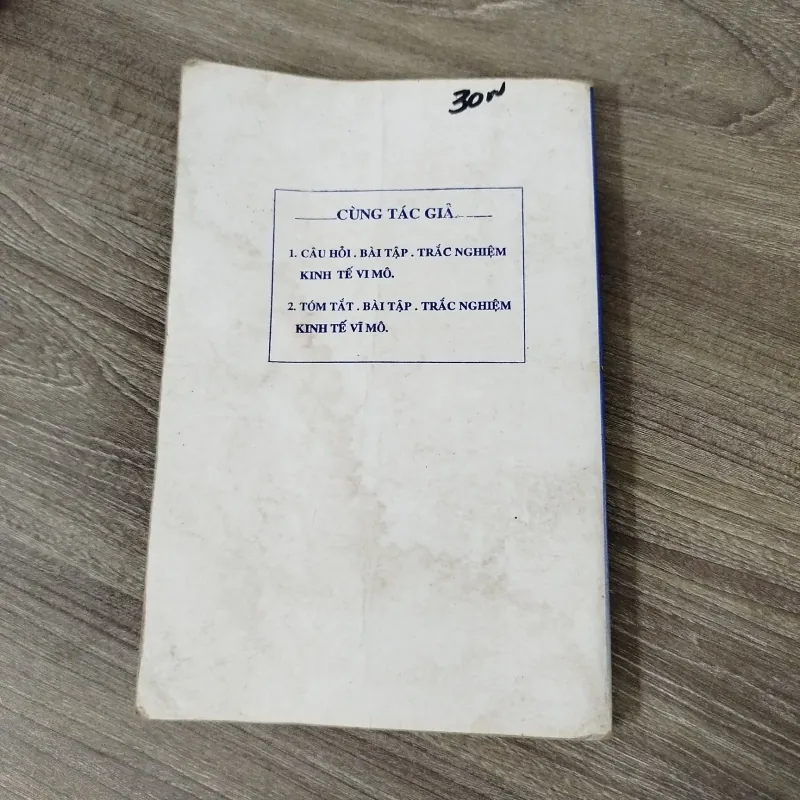 30N
CÙNG TÁC GIẢ
1. CÂU HỎI . BÀI TẬP . TRẮC NGHIỆM
KINH TẾ VI MÔ.
2. TÓM TẮT . BÀI TẬP . TRẮC NGHIỆM
KINH TẾ VĨ MÔ.